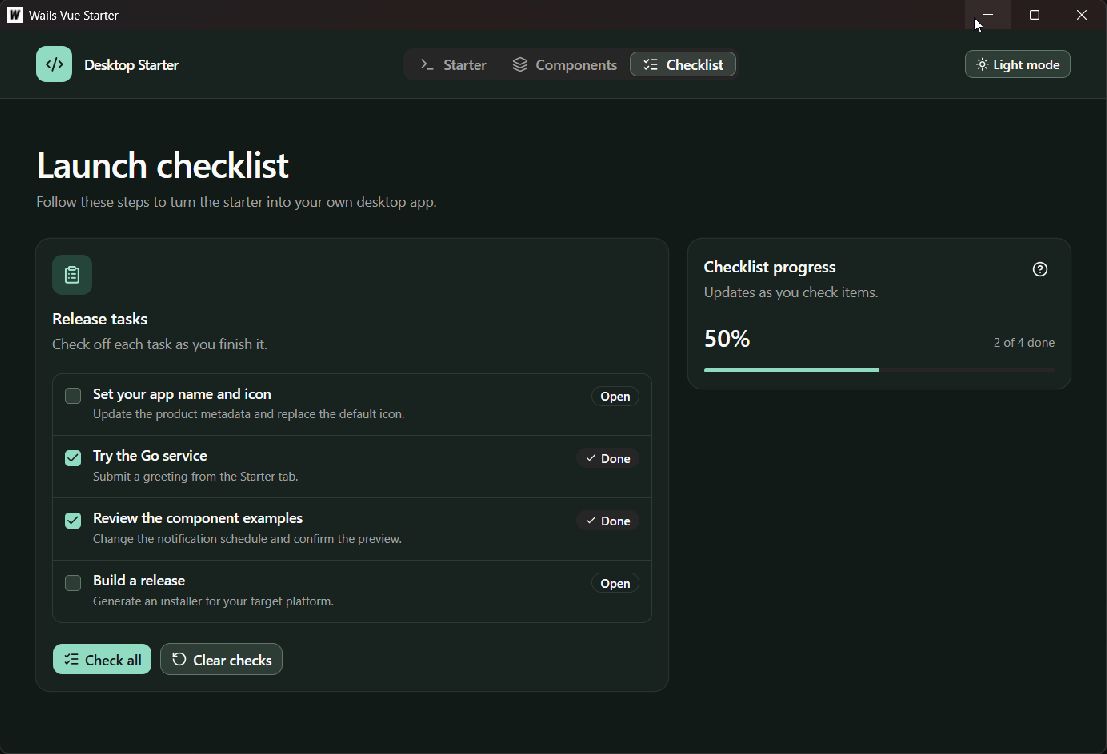 W Wails Vue Starter
</> Desktop Starter
Starter
Components
Checklist
Light mode
Launch checklist
Follow these steps to turn the starter into your own desktop app.
Release tasks
Check off each task as you finish it.
Set your app name and icon
Open
Update the product metadata and replace the default icon.
Try the Go service
Done
Submit a greeting from the Starter tab.
Review the component examples
Done
Change the notification schedule and confirm the preview.
Build a release
Open
Generate an installer for your target platform.
Check all
Clear checks
Checklist progress
Updates as you check items.
50%
2 of 4 done